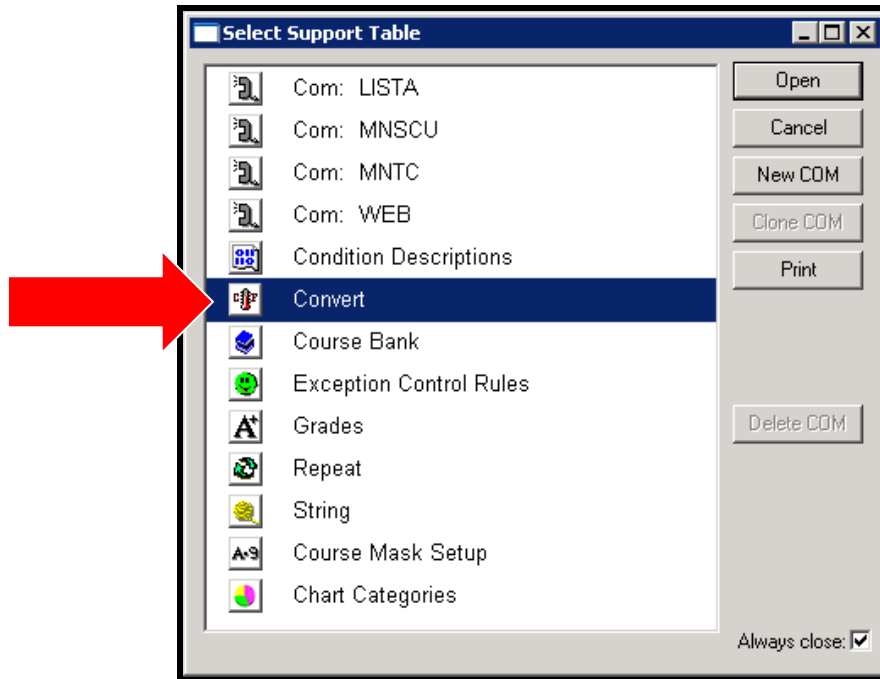 Select Support Table
Com: LISTA
Com: MNSCU
Com: MNTC
Com: WEB
Condition Descriptions
Convert
Course Bank
Exception Control Rules
Grades
Repeat
String
Course Mask Setup
Chart Categories
Open
Cancel
New COM
Clone COM
Print
Delete COM
Always close: